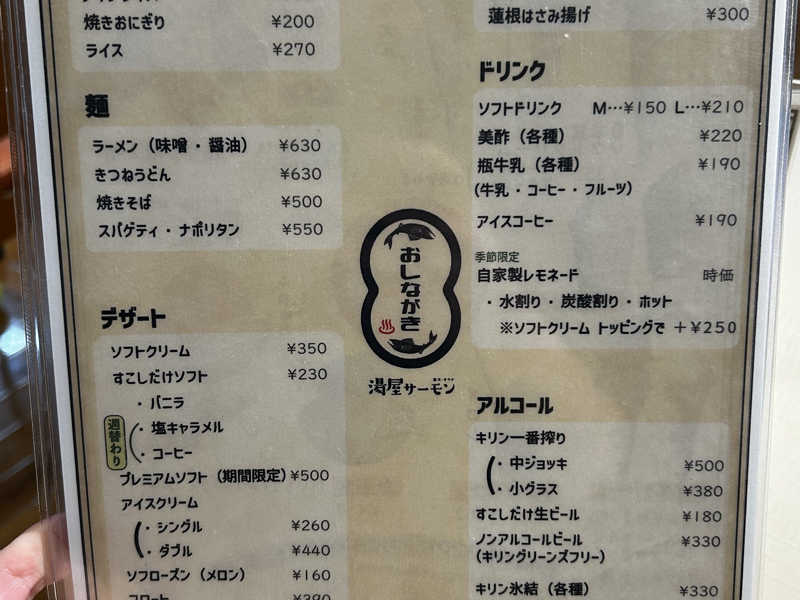 焼きおにぎり ¥200
ライス ¥270
麺
ラーメン（味噌・醤油） ¥630
きつねうどん ¥630
焼きそば ¥500
スパゲティ・ナポリタン ¥550
デザート
ソフトクリーム ¥350
すこしだけソフト ¥230
・バニラ
週替わり
・塩キャラメル
・コーヒー
プレミアムソフト（期間限定） ¥500
アイスクリーム
・シングル ¥260
・ダブル ¥440
ソフローズン（メロン） ¥160
おしながき
湯屋サーモン
蓮根はさみ揚げ ¥300
ドリンク
ソフトドリンク M…¥150 L…¥210
美酢（各種） ¥220
瓶牛乳（各種） ¥190
（牛乳・コーヒー・フルーツ）
アイスコーヒー ¥190
季節限定
自家製レモネード 時価
・水割り・炭酸割り・ホット
※ソフトクリーム トッピングで ＋¥250
アルコール
キリン一番搾り
・中ジョッキ ¥500
・小グラス ¥380
すこしだけ生ビール ¥180
ノンアルコールビール ¥330
（キリングリーンズフリー）
キリン氷結（各種） ¥330